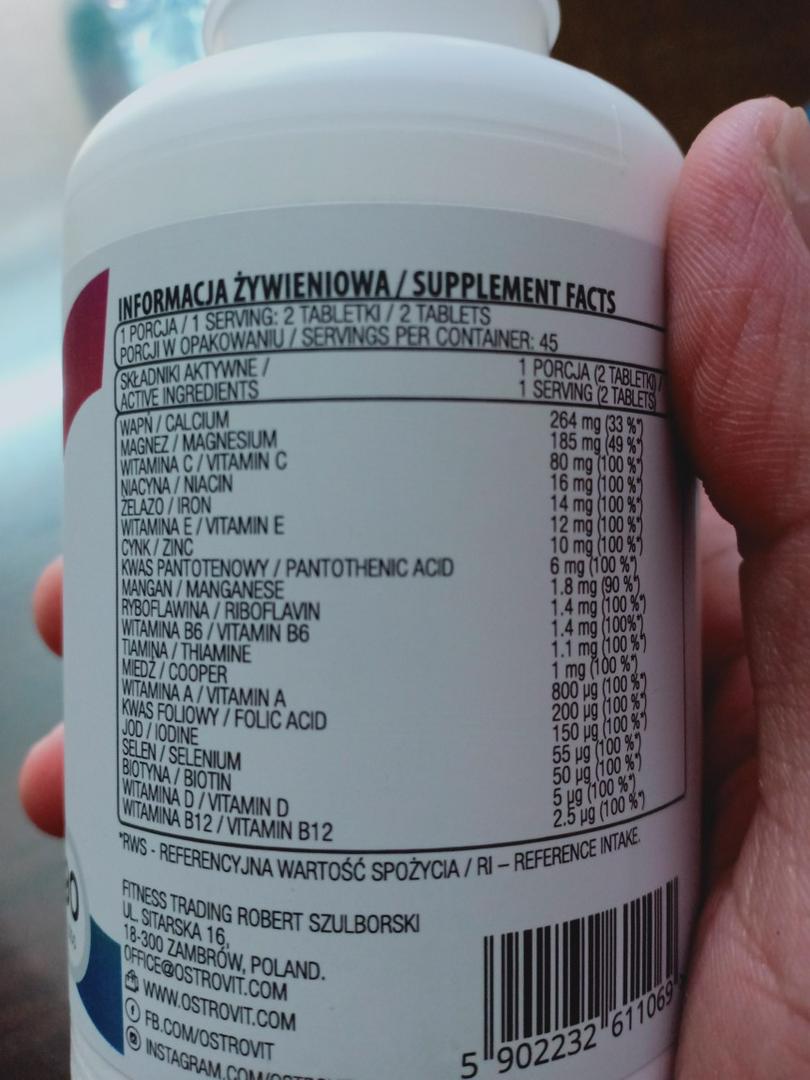 INFORMACJA ŻYWIENIOWA / SUPPLEMENT FACTS
1 PORCJA / 1 SERVING: 2 TABLETKI / 2 TABLETS
PORCJI W OPAKOWANIU / SERVINGS PER CONTAINER: 45
SKŁADNIKI AKTYWNE / 1 PORCJA (2 TABLETKI) /
ACTIVE INGREDIENTS 1 SERVING (2 TABLETS)
WAPŃ / CALCIUM 264 mg (33 %*)
MAGNEZ / MAGNESIUM 185 mg (49 %*)
WITAMINA C / VITAMIN C 80 mg (100 %*)
NIACYNA / NIACIN 16 mg (100 %*)
ŻELAZO / IRON 14 mg (100 %*)
WITAMINA E / VITAMIN E 12 mg (100 %*)
CYNK / ZINC 10 mg (100 %*)
KWAS PANTOTENOWY / PANTOTHENIC ACID 6 mg (100 %*)
MANGAN / MANGANESE 1.8 mg (90 %*)
RYBOFLAWINA / RIBOFLAVIN 1.4 mg (100 %*)
WITAMINA B6 / VITAMIN B6 1.4 mg (100%*)
TIAMINA / THIAMINE 1.1 mg (100 %*)
MIEDŹ / COOPER 1 mg (100 %*)
WITAMINA A / VITAMIN A 800 µg (100 %*)
KWAS FOLIOWY / FOLIC ACID 200 µg (100 %*)
JOD / IODINE 150 µg (100 %*)
SELEN / SELENIUM 55 µg (100 %*)
BIOTYNA / BIOTIN 50 µg (100 %*)
WITAMINA D / VITAMIN D 5 µg (100 %*)
WITAMINA B12 / VITAMIN B12 2.5 µg (100 %*)
*RWS - REFERENCYJNA WARTOŚĆ SPOŻYCIA / RI – REFERENCE INTAKE.
FITNESS TRADING ROBERT SZULBORSKI
UL. SITARSKA 16,
18-300 ZAMBRÓW, POLAND.
OFFICE@OSTROVIT.COM
WWW.OSTROVIT.COM
FB.COM/OSTROVIT
INSTAGRAM.COM/OSTROVIT
5 902232 611069